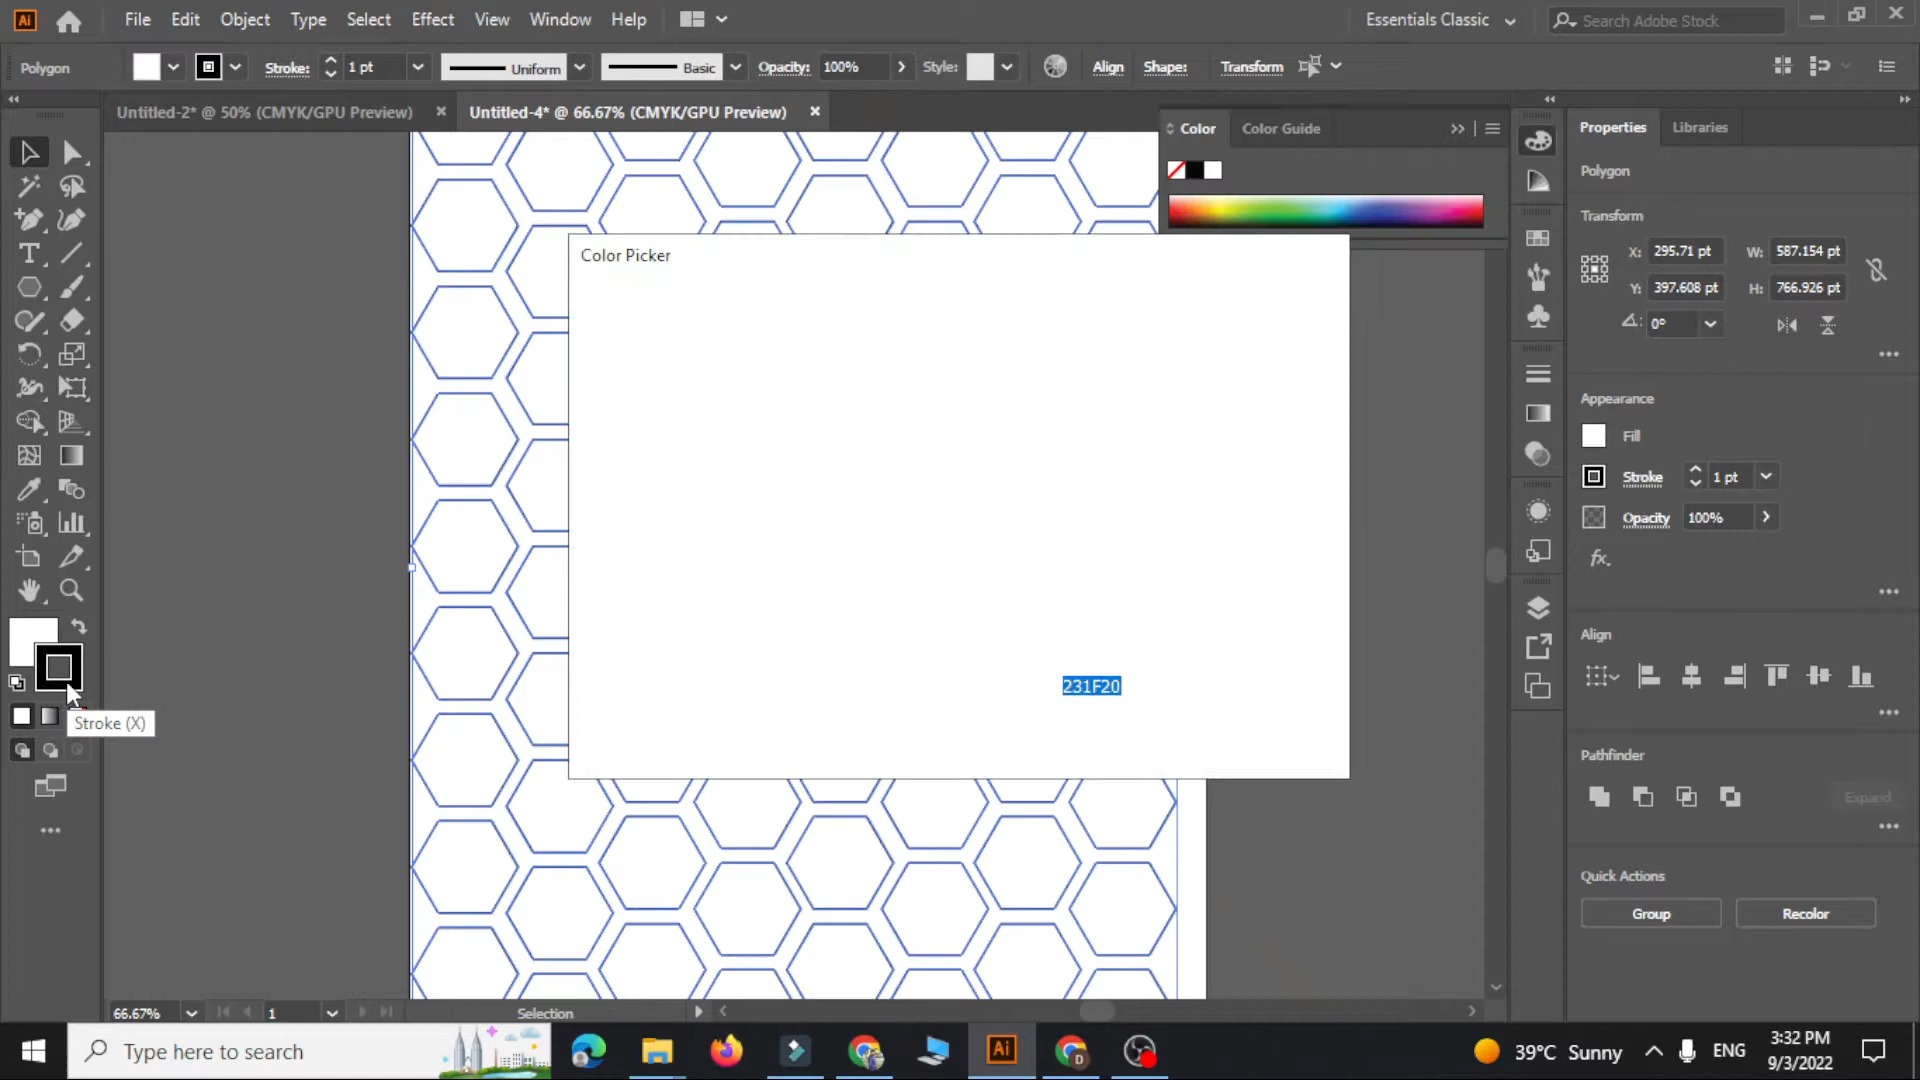 Ai File Edit Object Type Select Effect View Window Help Essentials Classic Search Adobe Stock
Polygon Stroke: 1 pt Uniform Basic Opacity: 100% Style: Align Shape: Transform
Untitled-2* @ 50% (CMYK/GPU Preview) Untitled-4* @ 66.67% (CMYK/GPU Preview)
Color Color Guide
Properties Libraries
Polygon
Transform
X: 295.71 pt W: 587.154 pt
Y: 397.608 pt H: 766.926 pt
0°
Appearance
Fill
Stroke 1 pt
Opacity 100%
fx.
Align
Pathfinder
Expand
Quick Actions
Group Recolor
Color Picker
231F20
Stroke (X)
66.67% 1 Selection
Type here to search
Ai
D
39°C Sunny ENG
3:32 PM
9/3/2022